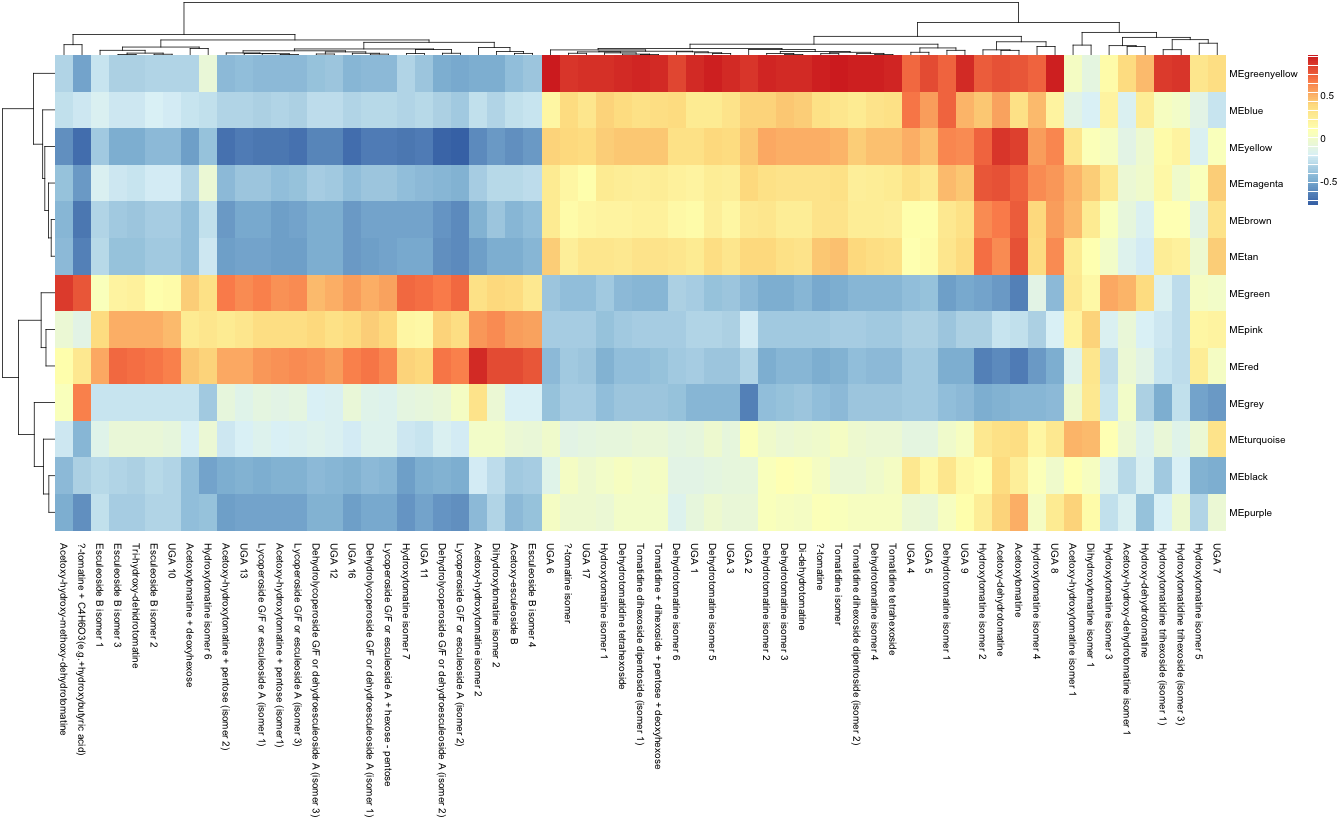 MEgreenyellow
MEblue
MEyellow
MEmagenta
MEbrown
MEtan
MEgreen
MEpink
MEred
MEgrey
MEturquoise
MEblack
MEpurple
0.5
0
-0.5
Acetoxy-hydroxy-methoxy-dehydrotomatine
?-tomatine + C4H6O3(e.g.+hydroxybutyric acid)
Esculeoside B isomer 1
Esculeoside B isomer 3
Tri-hydroxy-dehidrotomatine
Esculeoside B isomer 2
UGA 10
Acetoxytomatine + deoxyhexose
Hydroxytomatine isomer 6
Acetoxy-hydroxytomatine + pentose (isomer 2)
UGA 13
Lycoperoside G/F or esculeoside A (isomer 1)
Acetoxy-hydroxytomatine + pentose (isomer1)
Lycoperoside G/F or esculeoside A (isomer 3)
Dehydrolycoperoside G/F or dehydroesculeoside A (isomer 3)
UGA 12
UGA 16
Dehydrolycoperoside G/F or dehydroesculeoside A (isomer 1)
Lycoperoside G/F or esculeoside A + hexose - pentose
Hydroxytomatine isomer 7
UGA 11
Dehydrolycoperoside G/F or dehydroesculeoside A (isomer 2)
Lycoperoside G/F or esculeoside A (isomer 2)
Acetoxy-hydroxytomatine isomer 2
Dihydroxytomatine isomer 2
Acetoxy-esculeoside B
Esculeoside B isomer 4
UGA 6
?-tomatine isomer
UGA 17
Hydroxytomatine isomer 1
Dehydrotomatidine tetrahexoside
Tomatidine dihexoside dipentoside (isomer 1)
Tomatidine + dihexoside + pentose + deoxyhexose
Dehydrotomatine isomer 6
UGA 1
Dehydrotomatine isomer 5
UGA 3
UGA 2
Dehydrotomatine isomer 2
Dehydrotomatine isomer 3
Di-dehydrotomatine
?-tomatine
Tomatidine isomer
Tomatidine dihexoside dipentoside (isomer 2)
Dehydrotomatine isomer 4
Tomatidine tetrahexoside
UGA 4
UGA 5
Dehydrotomatine isomer 1
UGA 9
Hydroxytomatine isomer 2
Acetoxy-dehydrotomatine
Acetoxytomatine
Hydroxytomatine isomer 4
UGA 8
Acetoxy-hydroxytomatine isomer 1
Dihydroxytomatine isomer 1
Hydroxytomatine isomer 3
Acetoxy-hydroxy-dehydrotomatine isomer 1
Hydroxy-dehydrotomatine
Hydroxytomatidine trihexoside (isomer 1)
Hydroxytomatidine trihexoside (isomer 3)
Hydroxytomatine isomer 5
UGA 7